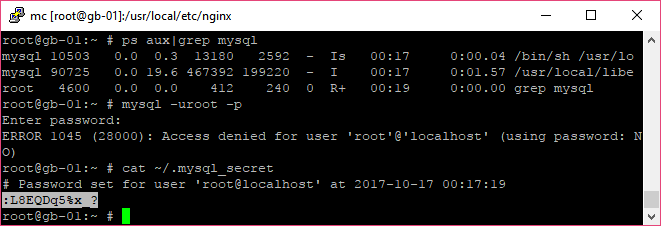 mc [root@gb-01]:/usr/local/etc/nginx
root@gb-01:~ # ps aux|grep mysql
mysql 10503   0.0  0.3  13180   2592  -  Is   00:17     0:00.04 /bin/sh /usr/lo
mysql 90725   0.0 19.6 467392 199220  -  I    00:17     0:01.57 /usr/local/libe
root   4600   0.0  0.0    412    240  0  R+   00:19     0:00.00 grep mysql
root@gb-01:~ # mysql -uroot -p
Enter password:
ERROR 1045 (28000): Access denied for user 'root'@'localhost' (using password: N
O)
root@gb-01:~ # cat ~/.mysql_secret
# Password set for user 'root@localhost' at 2017-10-17 00:17:19
:L8EQDq5%x_?
root@gb-01:~ #